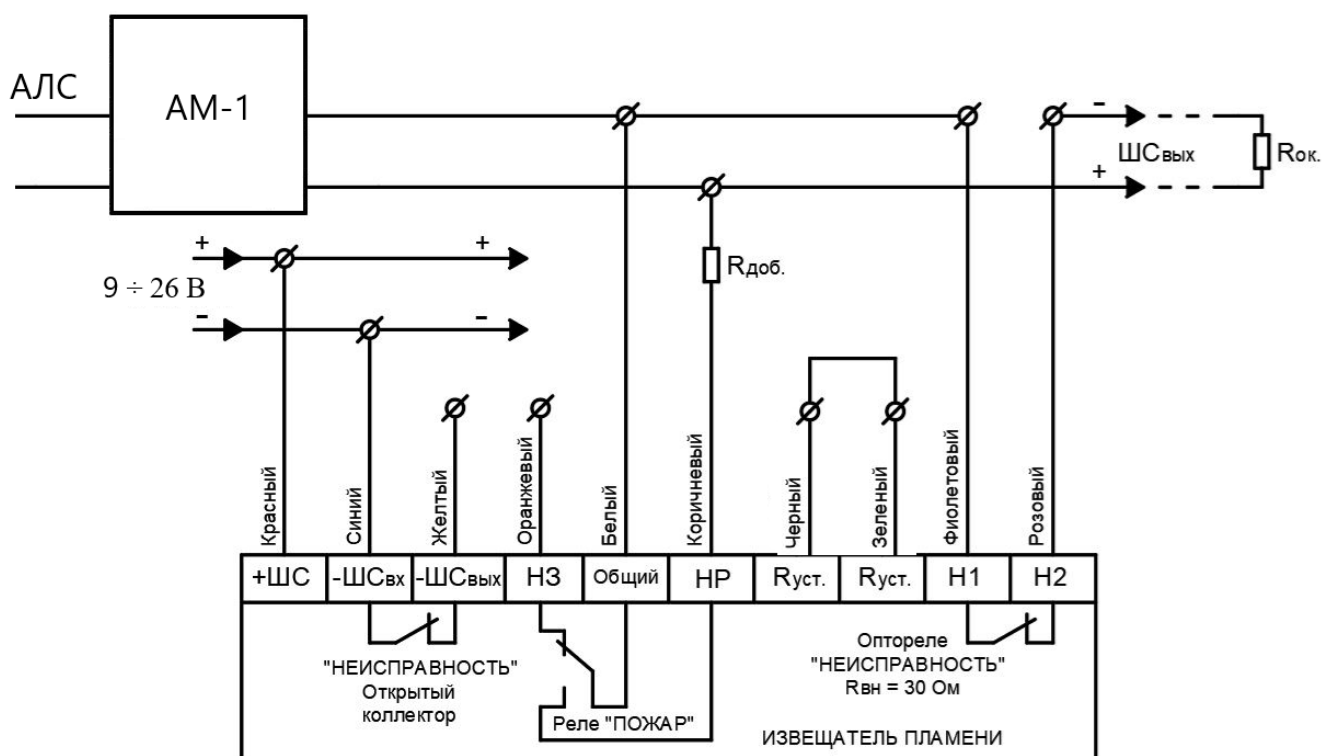 АЛС
АМ-1
-
ШСвых
+
Rок.
+
+
9 ÷ 26 В
-
-
Rдоб.
Красный
Синий
Желтый
Оранжевый
Белый
Коричневый
Черный
Зеленый
Фиолетовый
Розовый
+ШС
-ШСвх
-ШСвых
НЗ
Общий
НР
Rуст.
Rуст.
Н1
Н2
"НЕИСПРАВНОСТЬ"
Открытый
коллектор
Реле "ПОЖАР"
Оптореле
"НЕИСПРАВНОСТЬ"
Rвн = 30 Ом
ИЗВЕЩАТЕЛЬ ПЛАМЕНИ